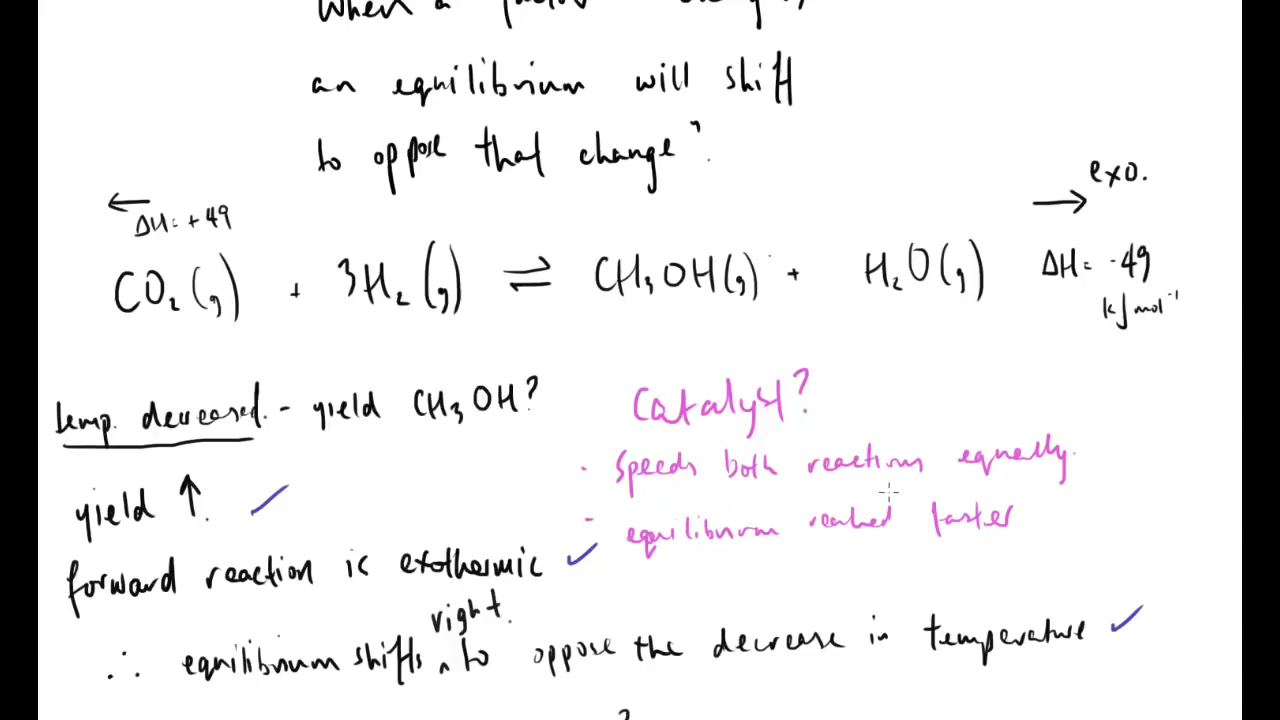 When a
an equilibrium will shift
to oppose that change".
← exo. →
ΔH = +49
CO₂(g) + 3H₂(g) ⇌ CH₃OH(g) + H₂O(g) ΔH = -49
kJ mol⁻¹
temp. decreased. - yield CH₃OH?
Catalyst?
· Speeds both reactions equally.
- equilibrium reached faster
yield ↑. ✓
forward reaction is exothermic ✓
right.
∴ equilibrium shifts ^ to oppose the decrease in temperature ✓
?